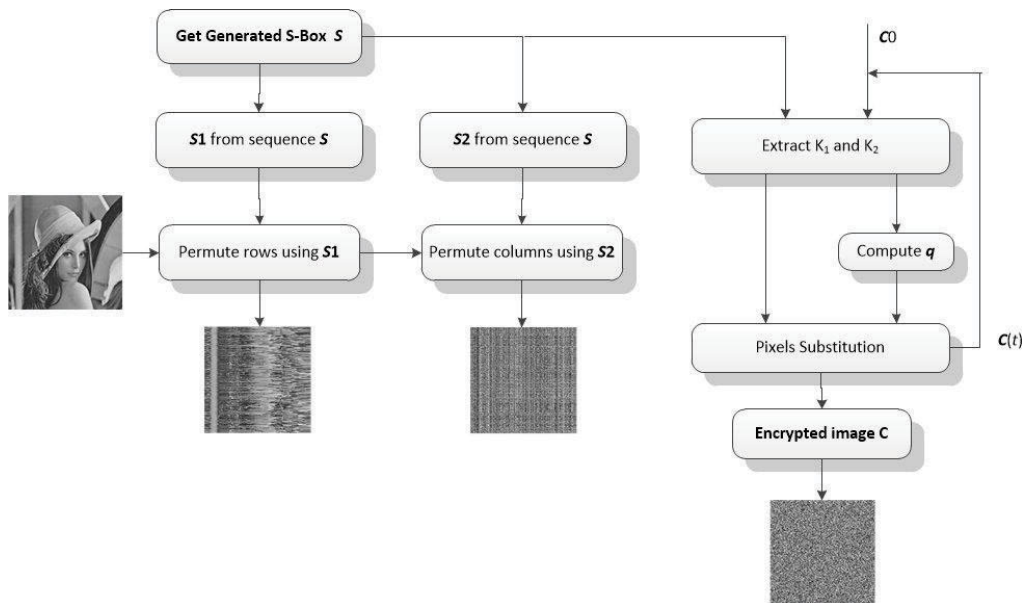 Get Generated S-Box S
C0
S1 from sequence S
S2 from sequence S
Extract K₁ and K₂
Permute rows using S1
Permute columns using S2
Compute q
Pixels Substitution
C(t)
Encrypted image C